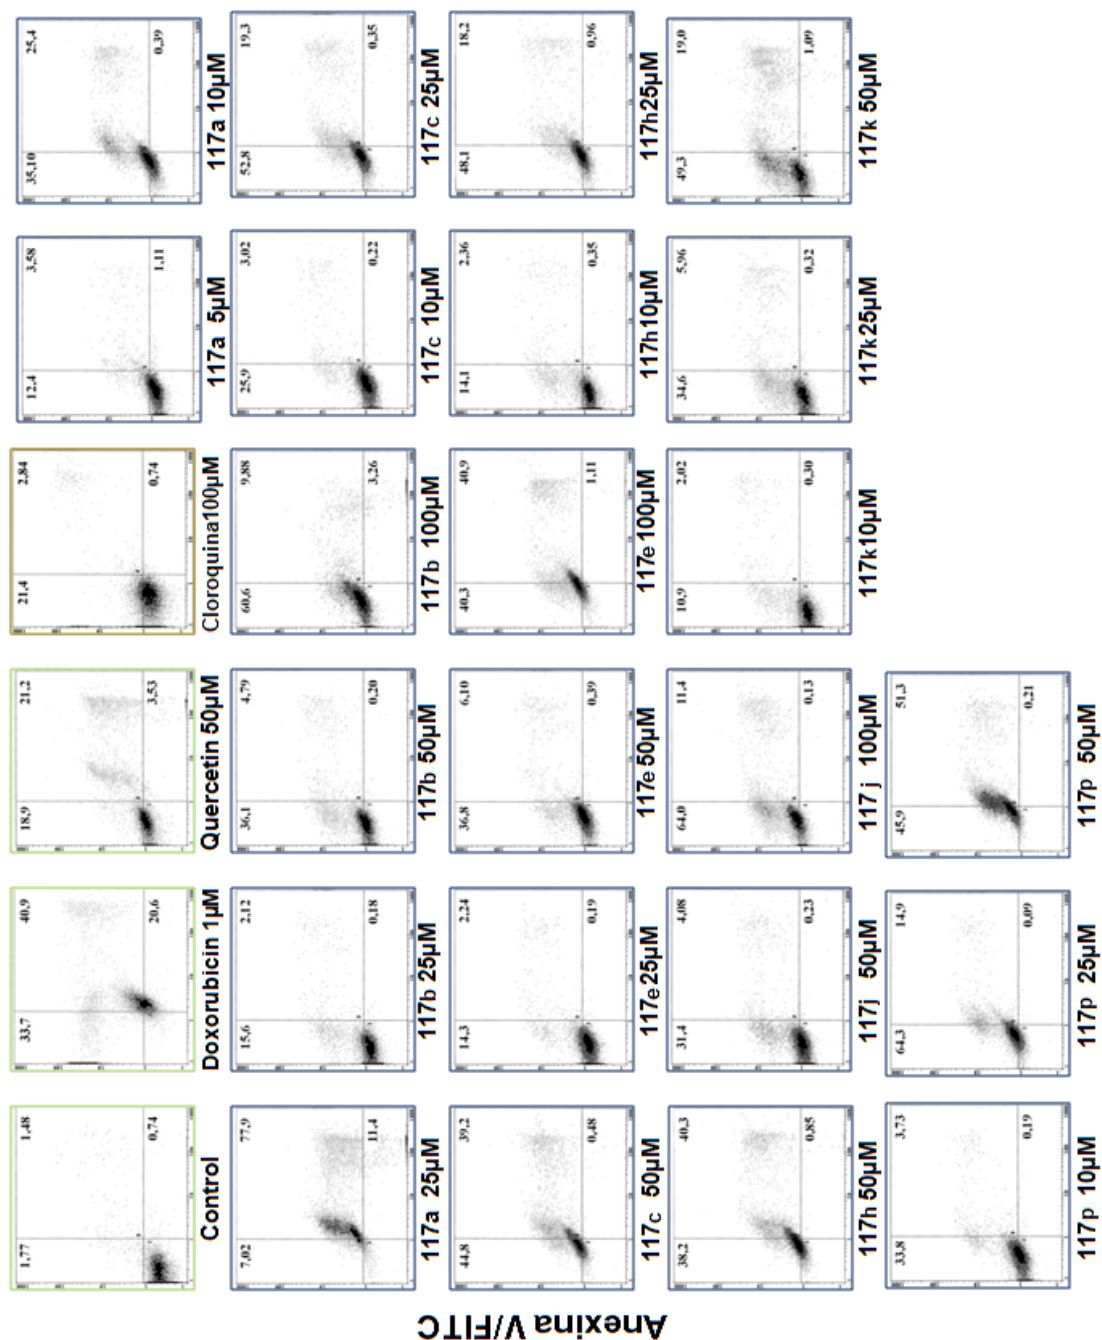 1,77 1,48
0,74
Control
33,7 40,9
20,6
Doxorubicin 1µM
18,9 21,2
3,53
Quercetin 50µM
21,4 2,84
0,74
Cloroquina100µM
12,4 3,58
1,11
117a 5µM
35,10 25,4
0,39
117a 10µM
7,02 77,9
11,4
117a 25µM
15,6 2,12
0,18
117b 25µM
36,1 4,79
0,20
117b 50µM
60,6 9,88
3,26
117b 100µM
25,9 3,02
0,22
117c 10µM
52,8 19,3
0,35
117c 25µM
44,8 39,2
0,48
117c 50µM
14,3 2,24
0,19
117e 25µM
36,8 6,10
0,39
117e 50µM
40,3 40,9
1,11
117e 100µM
14,1 2,36
0,35
117h10µM
48,1 18,2
0,96
117h25µM
38,2 40,3
0,85
117h 50µM
31,4 4,08
0,23
117j 50µM
64,0 11,4
0,13
117j 100µM
10,9 2,02
0,30
117k10µM
34,6 5,96
0,32
117k25µM
49,3 19,0
1,09
117k 50µM
33,8 3,73
0,19
117p 10µM
64,3 14,9
0,09
117p 25µM
45,9 51,3
0,21
117p 50µM
Anexina V/FITC